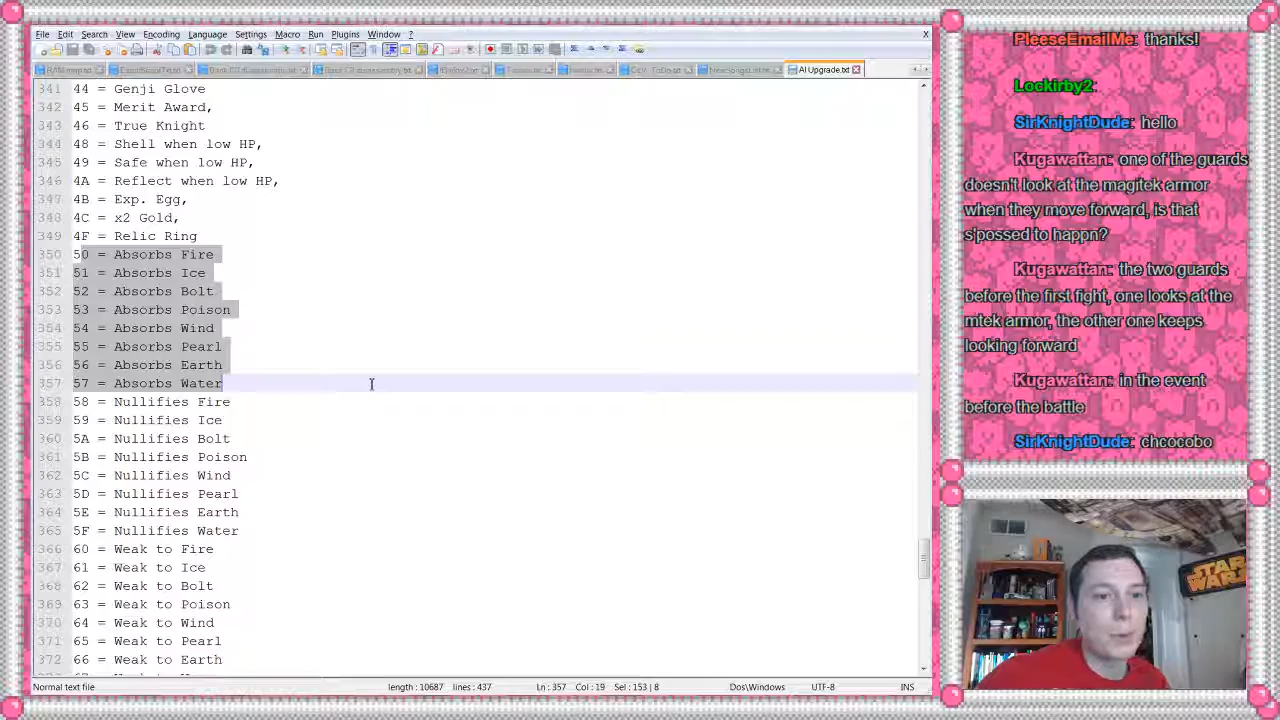 File Edit Search View Encoding Language Settings Macro Run Plugins Window ? X
AI Upgrade.txt
341 44 = Genji Glove
342 45 = Merit Award,
343 46 = True Knight
344 48 = Shell when low HP,
345 49 = Safe when low HP,
346 4A = Reflect when low HP,
347 4B = Exp. Egg,
348 4C = x2 Gold,
349 4F = Relic Ring
350 50 = Absorbs Fire
351 51 = Absorbs Ice
352 52 = Absorbs Bolt
353 53 = Absorbs Poison
354 54 = Absorbs Wind
355 55 = Absorbs Pearl
356 56 = Absorbs Earth
357 57 = Absorbs Water
358 58 = Nullifies Fire
359 59 = Nullifies Ice
360 5A = Nullifies Bolt
361 5B = Nullifies Poison
362 5C = Nullifies Wind
363 5D = Nullifies Pearl
364 5E = Nullifies Earth
365 5F = Nullifies Water
366 60 = Weak to Fire
367 61 = Weak to Ice
368 62 = Weak to Bolt
369 63 = Weak to Poison
370 64 = Weak to Wind
371 65 = Weak to Pearl
372 66 = Weak to Earth
Normal text file length : 10687 lines : 437 Ln : 357 Col : 19 Sel : 153 | 8 Dos\Windows UTF-8 INS
PleeseEmailMe: thanks!
Lockirby2:
SirKnightDude: hello
Kugawattan: one of the guards
doesn't look at the magitek armor
when they move forward, is that
s'possed to happn?
Kugawattan: the two guards
before the first fight, one looks at the
mtek armor, the other one keeps
looking forward
Kugawattan: in the event
before the battle
SirKnightDude: chcocobo
STAR
WARS